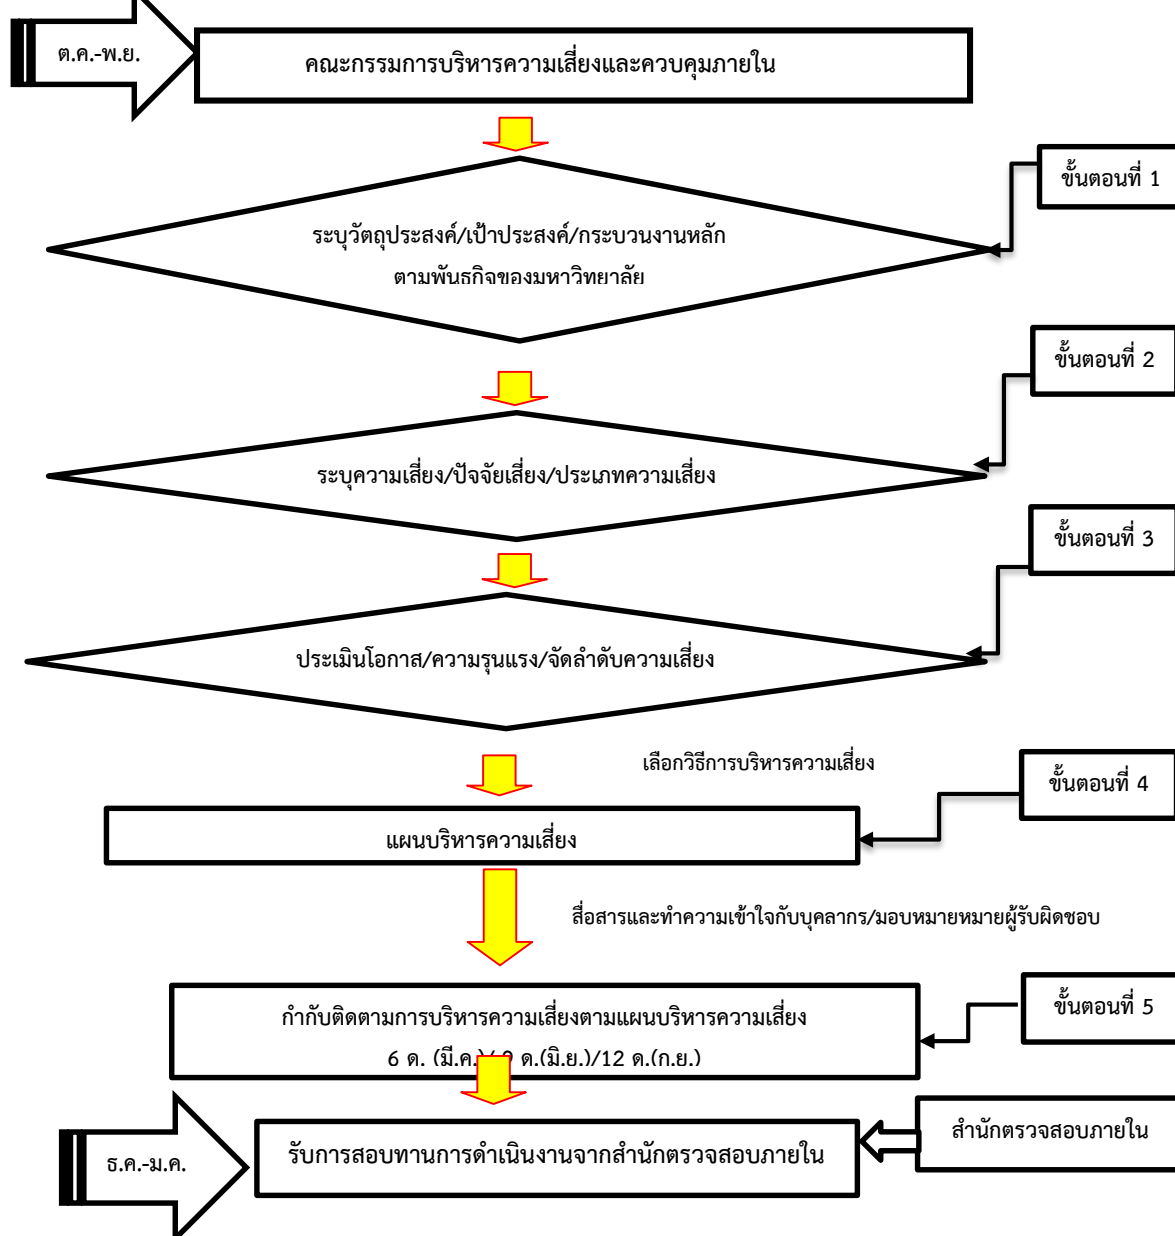 ต.ค.-พ.ย.
คณะกรรมการบริหารความเสี่ยงและควบคุมภายใน
ขั้นตอนที่ 1
ระบุวัตถุประสงค์/เป้าประสงค์/กระบวนงานหลัก
ตามพันธกิจของมหาวิทยาลัย
ขั้นตอนที่ 2
ระบุความเสี่ยง/ปัจจัยเสี่ยง/ประเภทความเสี่ยง
ขั้นตอนที่ 3
ประเมินโอกาส/ความรุนแรง/จัดลำดับความเสี่ยง
เลือกวิธีการบริหารความเสี่ยง
ขั้นตอนที่ 4
แผนบริหารความเสี่ยง
สื่อสารและทำความเข้าใจกับบุคลากร/มอบหมายหมายผู้รับผิดชอบ
ขั้นตอนที่ 5
กำกับติดตามการบริหารความเสี่ยงตามแผนบริหารความเสี่ยง
6 ด. (มี.ค.)/ 9 ด.(มิ.ย.)/12 ด.(ก.ย.)
สำนักตรวจสอบภายใน
ธ.ค.-ม.ค.
รับการสอบทานการดำเนินงานจากสำนักตรวจสอบภายใน